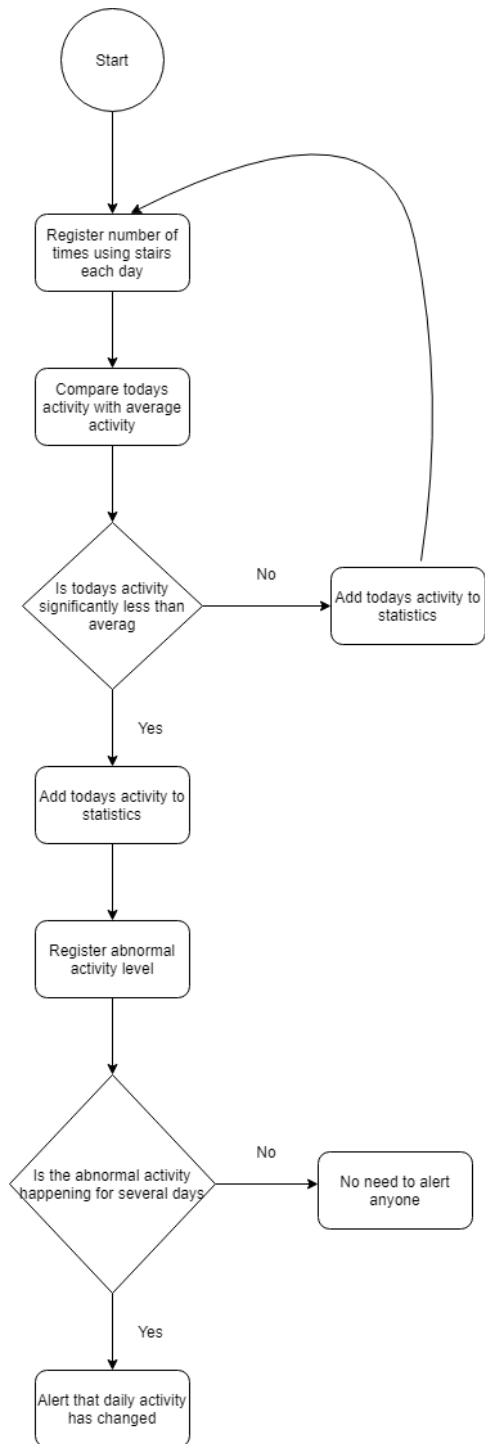 Start
Register number of
times using stairs
each day
Compare todays
activity with average
activity
Is todays activity
significantly less than
averag
No
Add todays activity to
statistics
Yes
Add todays activity to
statistics
Register abnormal
activity level
Is the abnormal activity
happening for several days
No
No need to alert
anyone
Yes
Alert that daily activity
has changed